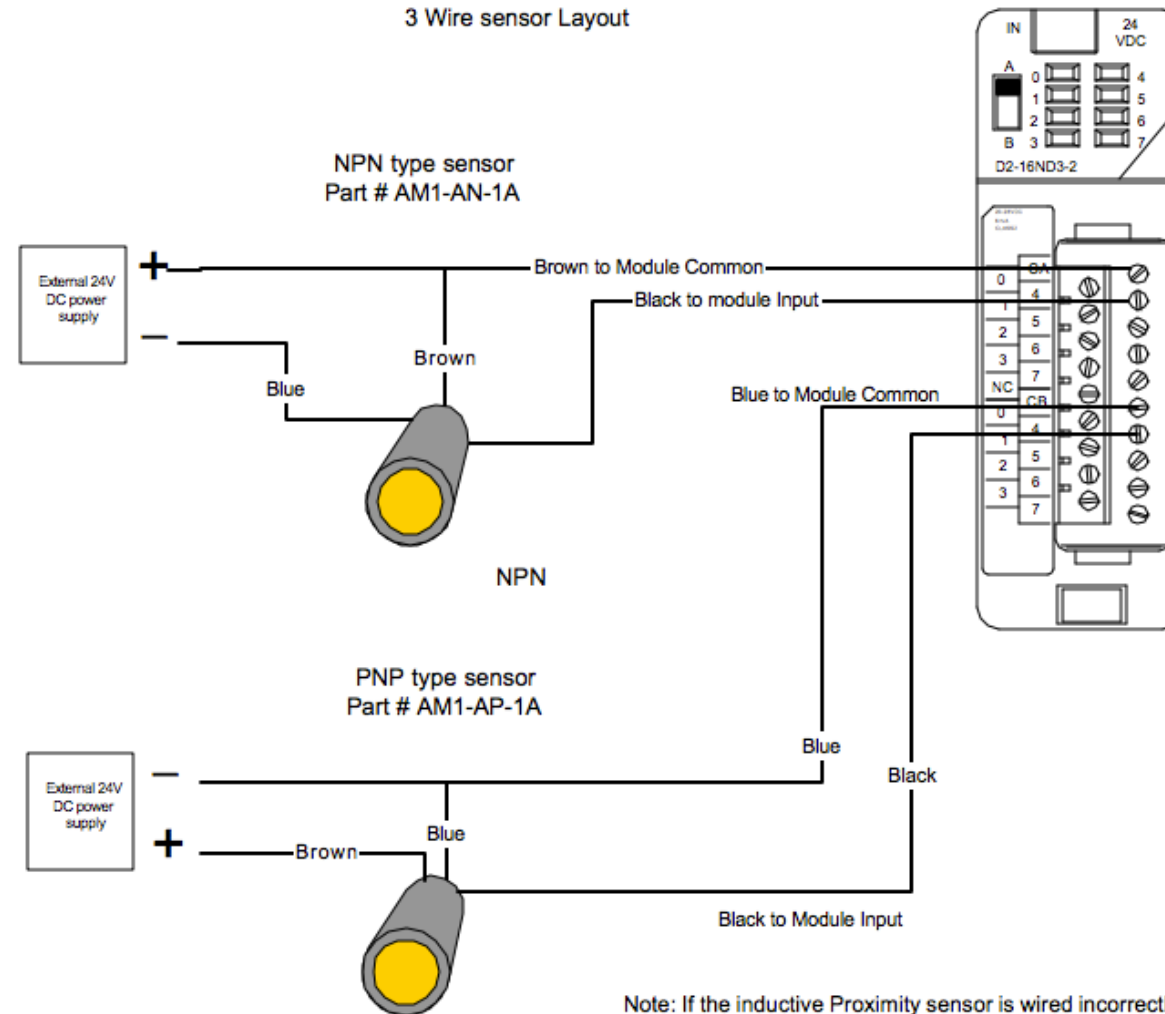 3 Wire sensor Layout
IN
24
VDC
A
0
4
1
5
2
6
B
3
7
D2-16ND3-2
NPN type sensor
Part # AM1-AN-1A
External 24V
DC power
supply
+
−
Brown to Module Common
Black to module Input
Brown
Blue
Blue to Module Common
CA
0
4
1
5
2
6
3
7
NC
CB
0
4
1
5
2
6
3
7
NPN
PNP type sensor
Part # AM1-AP-1A
External 24V
DC power
supply
−
+
Blue
Brown
Blue
Black
Black to Module Input
Note: If the inductive Proximity sensor is wired incorrectl